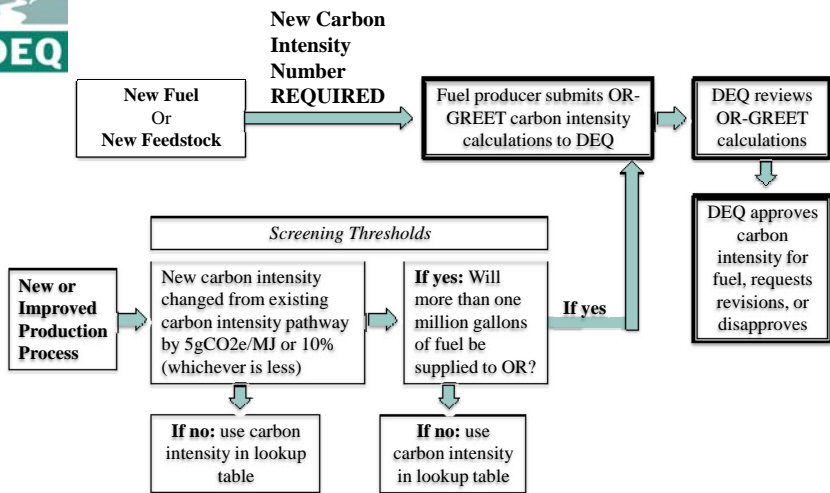 DEQ
New Carbon
Intensity
Number
REQUIRED
New Fuel
Or
New Feedstock
Fuel producer submits OR-
GREET carbon intensity
calculations to DEQ
DEQ reviews
OR-GREET
calculations
DEQ approves
carbon
intensity for
fuel, requests
revisions, or
disapproves
Screening Thresholds
New or
Improved
Production
Process
New carbon intensity
changed from existing
carbon intensity pathway
by 5gCO2e/MJ or 10%
(whichever is less)
If yes: Will
more than one
million gallons
of fuel be
supplied to OR?
If yes
If no: use carbon
intensity in lookup
table
If no: use
carbon intensity
in lookup table